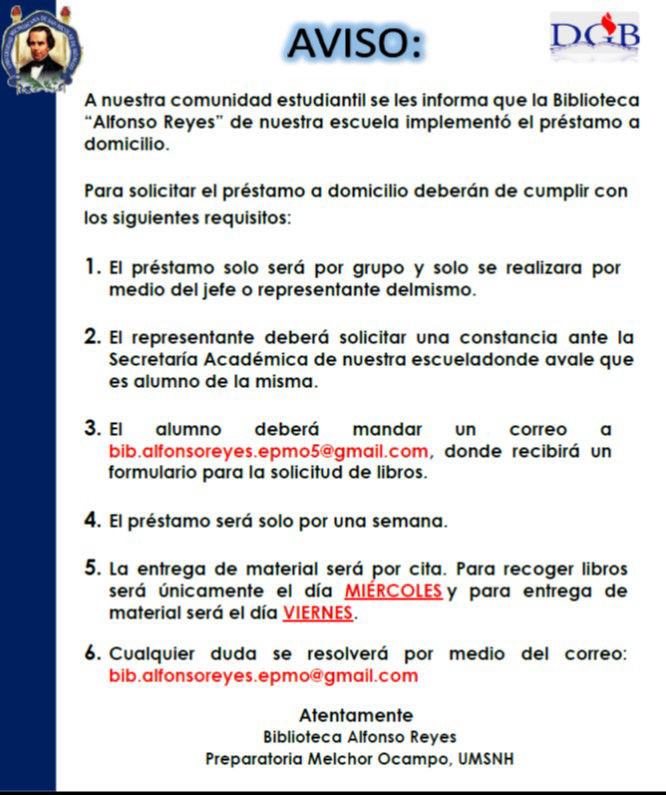 AVISO:
DGB
A nuestra comunidad estudiantil se les informa que la Biblioteca
“Alfonso Reyes” de nuestra escuela implementó el préstamo a
domicilio.
Para solicitar el préstamo a domicilio deberán de cumplir con
los siguientes requisitos:
1. El préstamo solo será por grupo y solo se realizara por
medio del jefe o representante delmismo.
2. El representante deberá solicitar una constancia ante la
Secretaría Académica de nuestra escueladonde avale que
es alumno de la misma.
3. El alumno deberá mandar un correo a
bib.alfonsoreyes.epmo5@gmail.com, donde recibirá un
formulario para la solicitud de libros.
4. El préstamo será solo por una semana.
5. La entrega de material será por cita. Para recoger libros
será únicamente el día MIÉRCOLES y para entrega de
material será el día VIERNES.
6. Cualquier duda se resolverá por medio del correo:
bib.alfonsoreyes.epmo@gmail.com
Atentamente
Biblioteca Alfonso Reyes
Preparatoria Melchor Ocampo, UMSNH